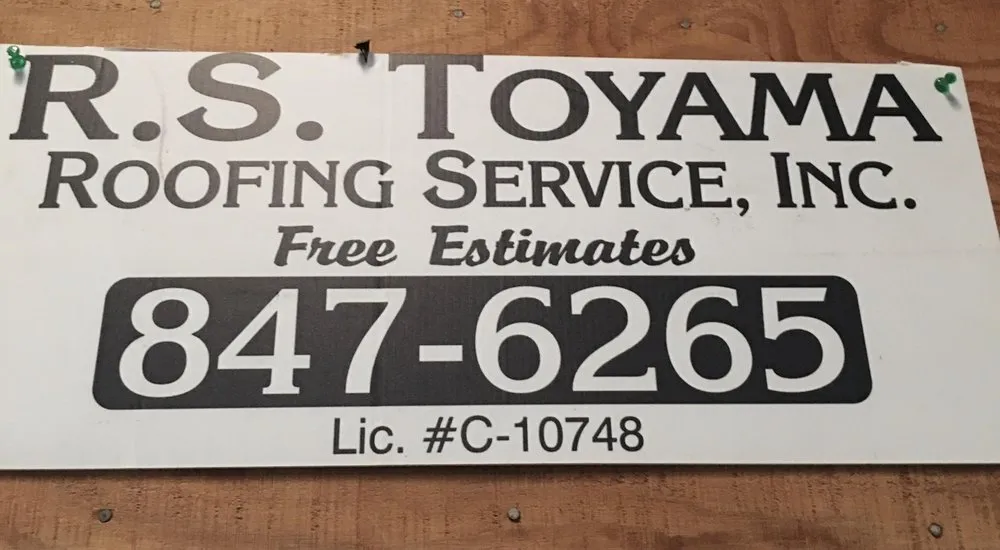 R.S. TOYAMA
ROOFING SERVICE, INC.
Free Estimates
847-6265
Lic. #C-10748